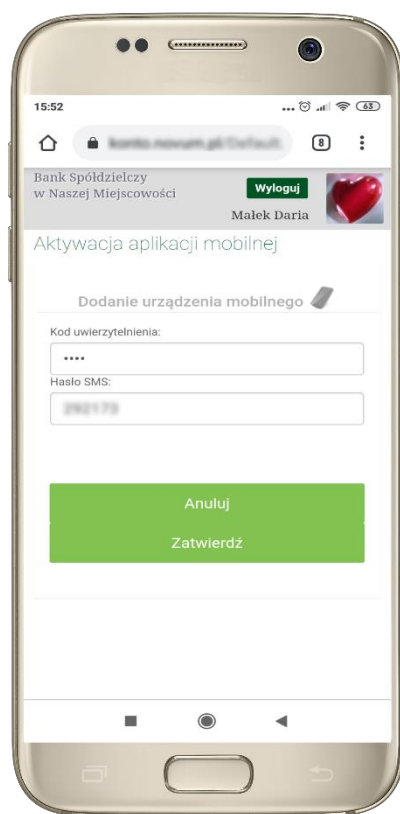 15:52
63
8
Bank Spółdzielczy
w Naszej Miejscowości
Wyloguj
Małek Daria
Aktywacja aplikacji mobilnej
Dodanie urządzenia mobilnego
Kod uwierzytelnienia:
••••
Hasło SMS:
Anuluj
Zatwierdź